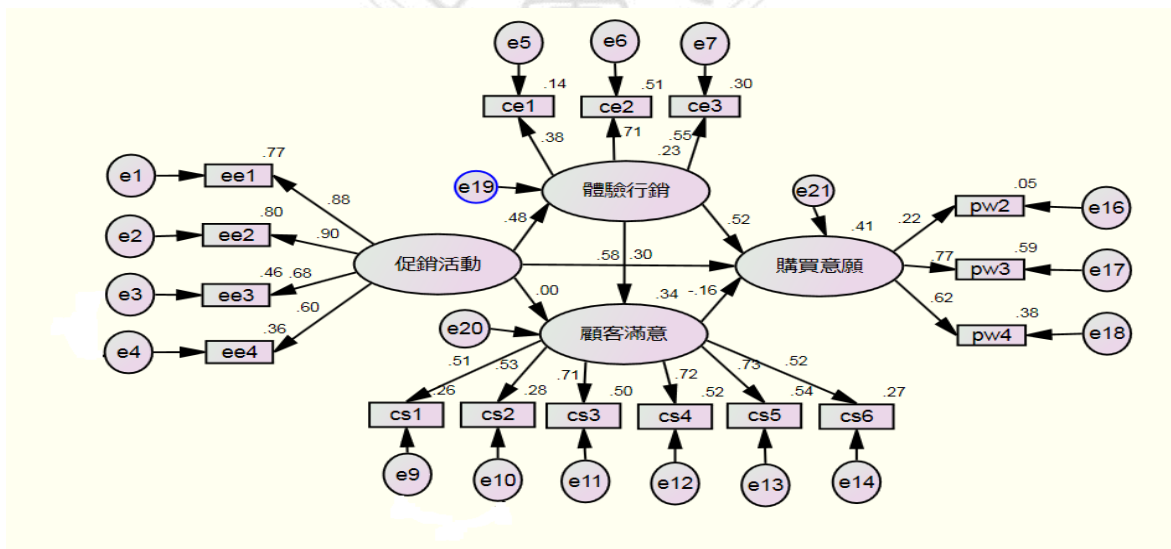 e5 e6 e7
.14 .51 .30
ce1 ce2 ce3
.38 .71 .55
.23
e1 ee1 .77
e19 體驗行銷
e21
.88
.05
pw2 e16
e2 ee2 .80
.48 .52 .41 .22
.90
促銷活動 .58 .30 購買意願
.77 .59
pw3 e17
e3 ee3 .46 .68
.60
.00 .34 -.16 .62
.38
e4 ee4 .36
e20 顧客滿意
pw4 e18
.51 .53 .71 .72 .73 .52
.26 .28 .50 .52 .54 .27
cs1 cs2 cs3 cs4 cs5 cs6
e9 e10 e11 e12 e13 e14